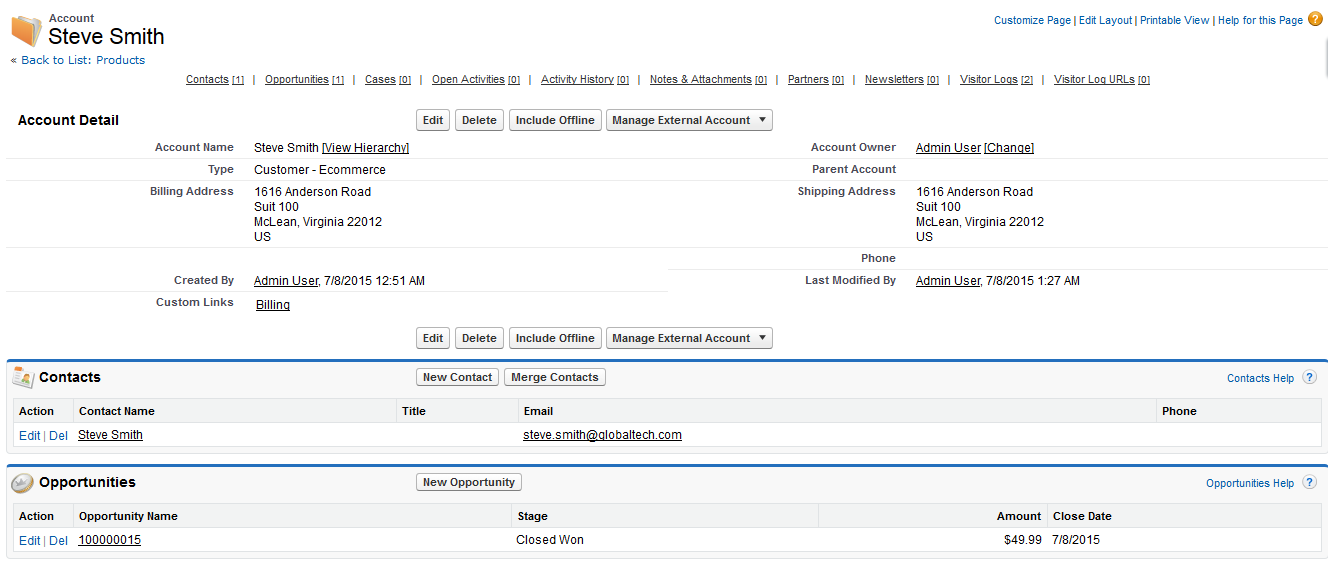 Account
Steve Smith
Customize Page | Edit Layout | Printable View | Help for this Page ?
« Back to List: Products
Contacts [1] | Opportunities [1] | Cases [0] | Open Activities [0] | Activity History [0] | Notes & Attachments [0] | Partners [0] | Newsletters [0] | Visitor Logs [2] | Visitor Log URLs [0]
Account Detail Edit Delete Include Offline Manage External Account
Account Name Steve Smith [View Hierarchy] Account Owner Admin User [Change]
Type Customer - Ecommerce Parent Account
Billing Address 1616 Anderson Road Shipping Address 1616 Anderson Road
Suit 100 Suit 100
McLean, Virginia 22012 McLean, Virginia 22012
US US
Phone
Created By Admin User, 7/8/2015 12:51 AM Last Modified By Admin User, 7/8/2015 1:27 AM
Custom Links Billing
Edit Delete Include Offline Manage External Account
Contacts New Contact Merge Contacts Contacts Help ?
Action Contact Name Title Email Phone
Edit | Del Steve Smith steve.smith@globaltech.com
Opportunities New Opportunity Opportunities Help ?
Action Opportunity Name Stage Amount Close Date
Edit | Del 100000015 Closed Won $49.99 7/8/2015